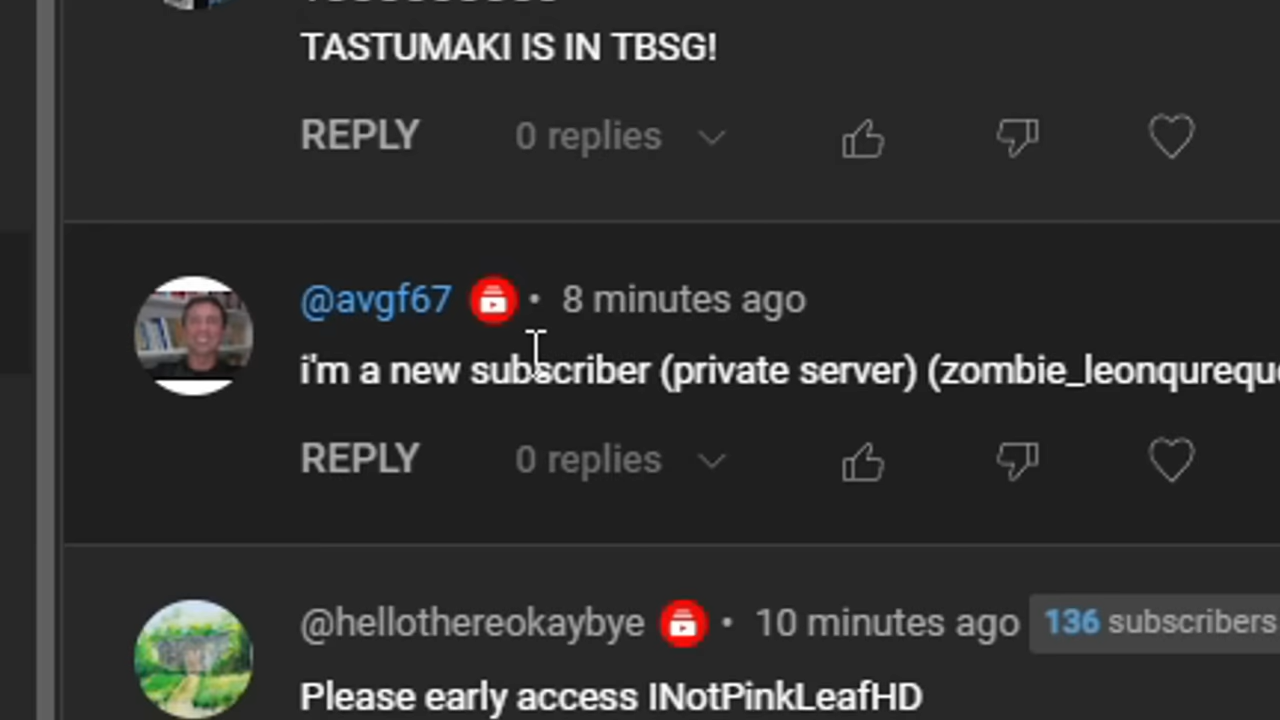 TASTUMAKI IS IN TBSG!
REPLY 0 replies
@avgf67 • 8 minutes ago
i'm a new subscriber (private server) (zombie_leonqurequ
REPLY 0 replies
@hellothereokaybye • 10 minutes ago 136 subscribers
Please early access INotPinkLeafHD